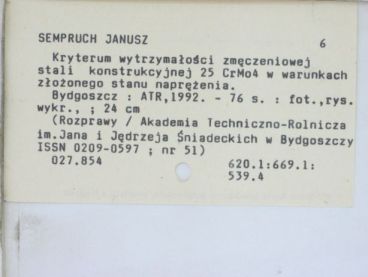 SEMPRUCH JANUSZ 6
Kryterum wytrzymałości zmęczeniowej
stali konstrukcyjnej 25 CrMo4 w warunkach
złożonego stanu naprężenia.
Bydgoszcz : ATR,1992. - 76 s. : fot.,rys.
wykr., ; 24 cm
(Rozprawy / Akademia Techniczno-Rolnicza
im.Jana i Jędrzeja Śniadeckich w Bydgoszczy
ISSN 0209-0597 ; nr 51)
027.854 620.1:669.1:
539.4